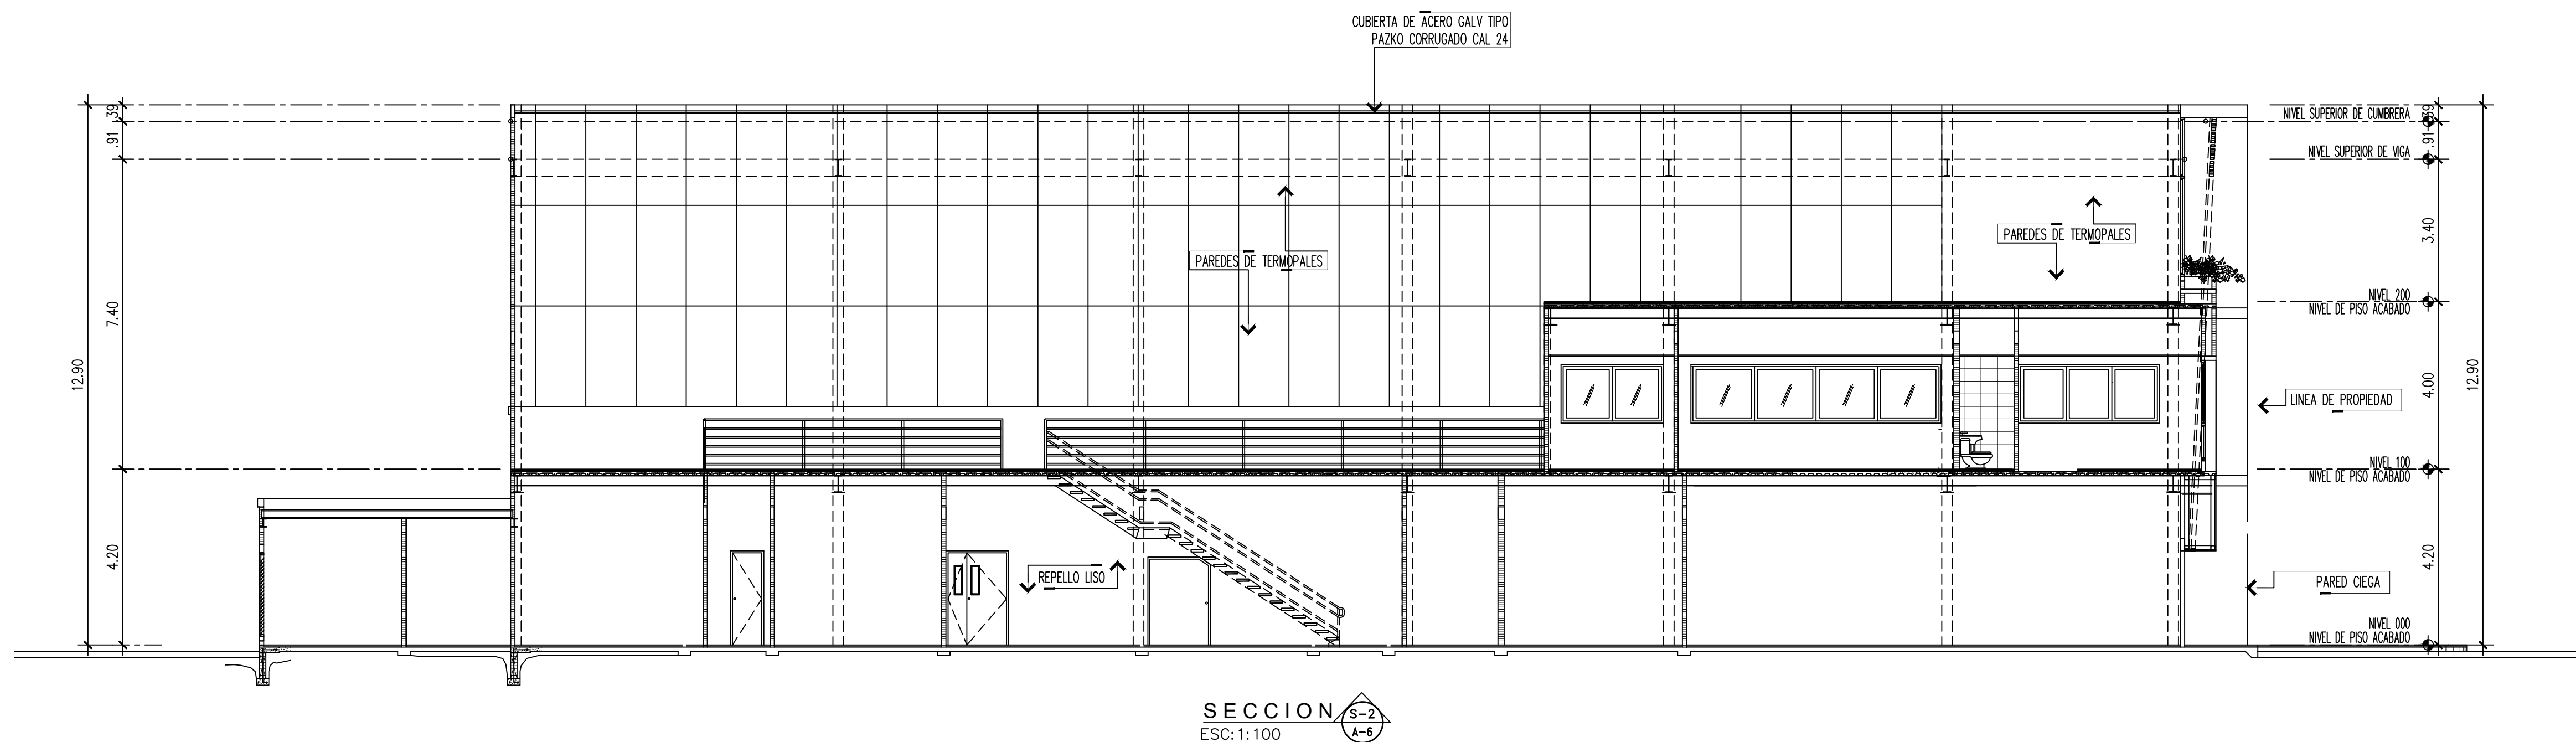 CUBIERTA DE ACERO GALV TIPO
PAZKO CORRUGADO CAL 24
.39
.91
7.40
4.20
12.90
PAREDES DE TERMOPALES
PAREDES DE TERMOPALES
REPELLO LISO
NIVEL SUPERIOR DE CUMBRERA
NIVEL SUPERIOR DE VIGA
NIVEL 200
NIVEL DE PISO ACABADO
LINEA DE PROPIEDAD
NIVEL 100
NIVEL DE PISO ACABADO
PARED CIEGA
NIVEL 000
NIVEL DE PISO ACABADO
.39
.91
3.40
4.00
4.20
12.90
SECCION
S-2
A-6
ESC:1:100